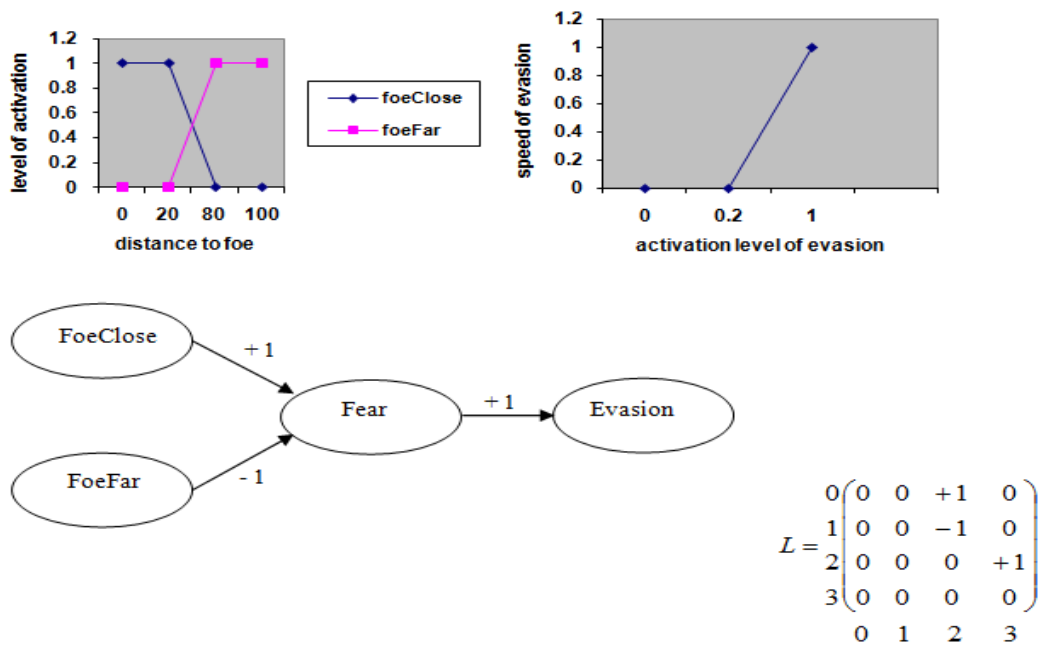 level of activation
1.2
1
0.8
0.6
0.4
0.2
0
0 20 80 100
distance to foe
foeClose
foeFar
speed of evasion
1.2
1
0.8
0.6
0.4
0.2
0
0 0.2 1
activation level of evasion
FoeClose
+ 1
Fear
+ 1
Evasion
FoeFar
- 1
L =
0 0 0 +1 0
1 0 0 −1 0
2 0 0 0 +1
3 0 0 0 0
0 1 2 3